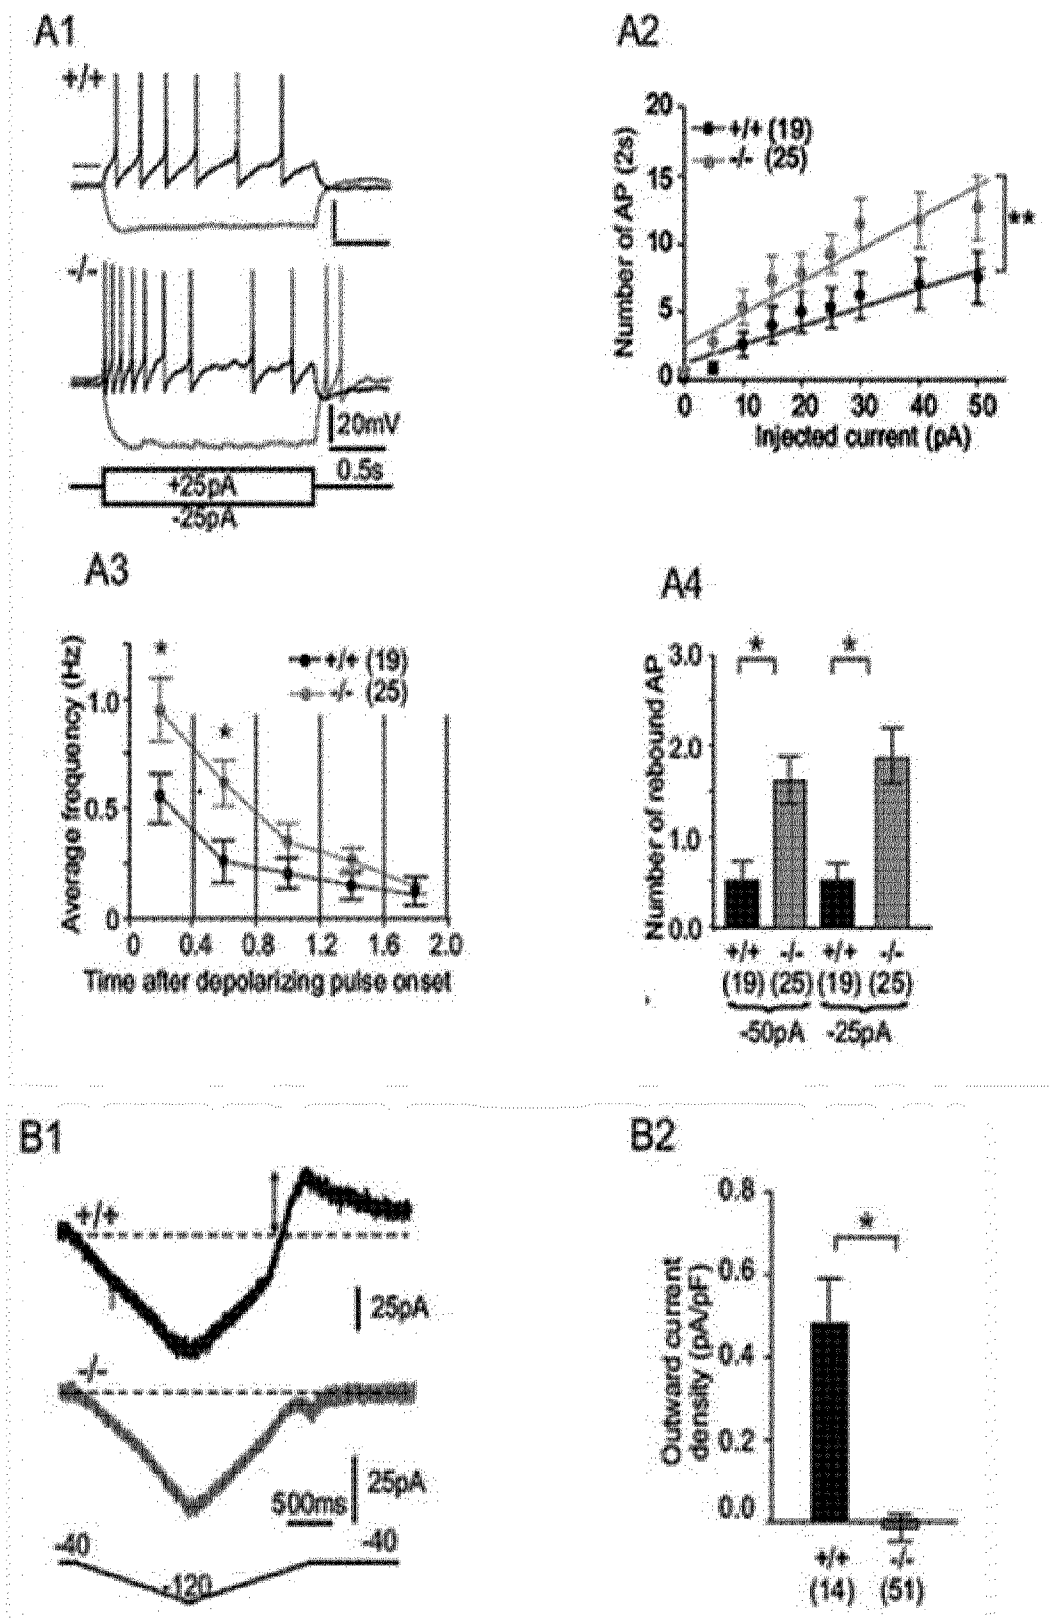 A1
+/+
-/-
20mV
0.5s
+25pA
-25pA
A2
Number of AP (2s)
20
15
10
5
0
+/+ (19)
-/- (25)
**
0 10 20 30 40 50
Injected current (pA)
A3
Average frequency (Hz)
1.0
0.5
0
*
*
+/+ (19)
-/- (25)
0 0.4 0.8 1.2 1.6 2.0
Time after depolarizing pulse onset
A4
Number of rebound AP
3.0
2.0
1.0
0.0
* *
+/+ -/- +/+ -/-
(19) (25) (19) (25)
-50pA -25pA
B1
+/+
25pA
-/-
25pA
500ms
-40 -40
-120
B2
Outward current
density (pA/pF)
0.8
0.6
0.4
0.2
0.0
*
+/+ -/-
(14) (51)